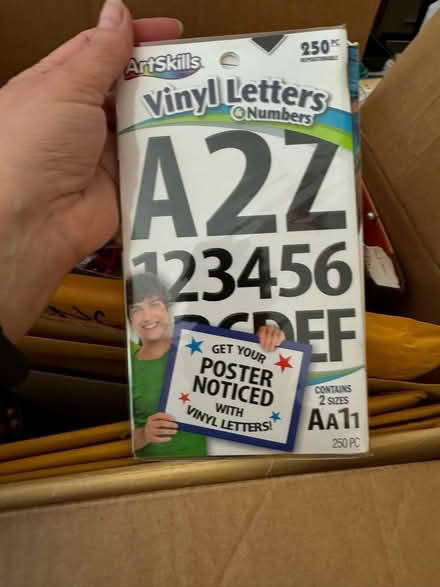 ArtSkills
250 PC
REPOSITIONABLE
Vinyl Letters
& Numbers
A2Z
123456
ABCDEF
GET YOUR
POSTER
NOTICED
WITH
VINYL LETTERS!
CONTAINS
2 SIZES
AA11
250 PC